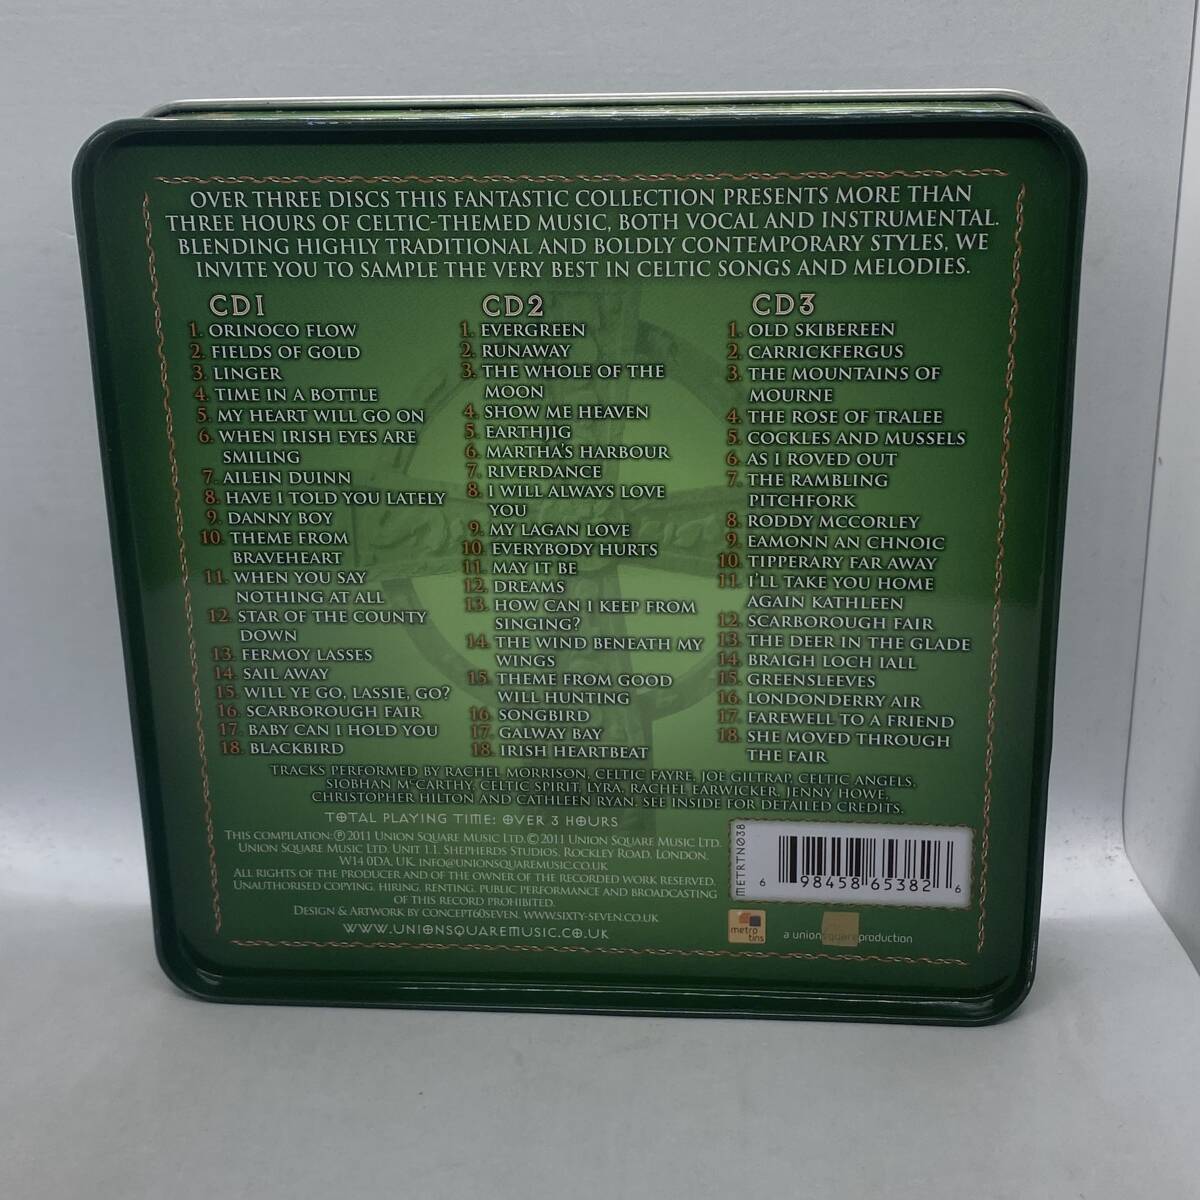 OVER THREE DISCS THIS FANTASTIC COLLECTION PRESENTS MORE THAN
THREE HOURS OF CELTIC-THEMED MUSIC, BOTH VOCAL AND INSTRUMENTAL.
BLENDING HIGHLY TRADITIONAL AND BOLDLY CONTEMPORARY STYLES, WE
INVITE YOU TO SAMPLE THE VERY BEST IN CELTIC SONGS AND MELODIES.
CD1
1. ORINOCO FLOW
2. FIELDS OF GOLD
3. LINGER
4. TIME IN A BOTTLE
5. MY HEART WILL GO ON
6. WHEN IRISH EYES ARE
SMILING
7. AILEIN DUINN
8. HAVE I TOLD YOU LATELY
9. DANNY BOY
10. THEME FROM
BRAVEHEART
11. WHEN YOU SAY
NOTHING AT ALL
12. STAR OF THE COUNTY
DOWN
13. FERMOY LASSES
14. SAIL AWAY
15. WILL YE GO, LASSIE, GO?
16. SCARBOROUGH FAIR
17. BABY CAN I HOLD YOU
18. BLACKBIRD
CD2
1. EVERGREEN
2. RUNAWAY
3. THE WHOLE OF THE
MOON
4. SHOW ME HEAVEN
5. EARTHJIG
6. MARTHA'S HARBOUR
7. RIVERDANCE
8. I WILL ALWAYS LOVE
YOU
9. MY LAGAN LOVE
10. EVERYBODY HURTS
11. MAY IT BE
12. DREAMS
13. HOW CAN I KEEP FROM
SINGING?
14. THE WIND BENEATH MY
WINGS
15. THEME FROM GOOD
WILL HUNTING
16. SONGBIRD
17. GALWAY BAY
18. IRISH HEARTBEAT
CD3
1. OLD SKIBEREEN
2. CARRICKFERGUS
3. THE MOUNTAINS OF
MOURNE
4. THE ROSE OF TRALEE
5. COCKLES AND MUSSELS
6. AS I ROVED OUT
7. THE RAMBLING
PITCHFORK
8. RODDY MCCORLEY
9. EAMONN AN CHNOIC
10. TIPPERARY FAR AWAY
11. I'LL TAKE YOU HOME
AGAIN KATHLEEN
12. SCARBOROUGH FAIR
13. THE DEER IN THE GLADE
14. BRAIGH LOCH IALL
15. GREENSLEEVES
16. LONDONDERRY AIR
17. FAREWELL TO A FRIEND
18. SHE MOVED THROUGH
THE FAIR
TRACKS PERFORMED BY RACHEL MORRISON, CELTIC FAYRE, JOE GILTRAP, CELTIC ANGELS,
SIOBHAN McCARTHY, CELTIC SPIRIT, LYRA, RACHEL EARWICKER, JENNY HOWE,
CHRISTOPHER HILTON AND CATHLEEN RYAN. SEE INSIDE FOR DETAILED CREDITS.
TOTAL PLAYING TIME: OVER 3 HOURS
THIS COMPILATION: ℗ 2011 UNION SQUARE MUSIC LTD. © 2011 UNION SQUARE MUSIC LTD.
UNION SQUARE MUSIC LTD. UNIT 1.1, SHEPHERDS STUDIOS, ROCKLEY ROAD, LONDON,
W14 0DA, UK. INFO@UNIONSQUAREMUSIC.CO.UK
ALL RIGHTS OF THE PRODUCER AND OF THE OWNER OF THE RECORDED WORK RESERVED.
UNAUTHORISED COPYING, HIRING, RENTING, PUBLIC PERFORMANCE AND BROADCASTING
OF THIS RECORD PROHIBITED.
DESIGN & ARTWORK BY CONCEPT60SEVEN. WWW.SIXTY-SEVEN.CO.UK
WWW.UNIONSQUAREMUSIC.CO.UK
METRTN038
6 98458 65382 6
metro
tins
a union square production